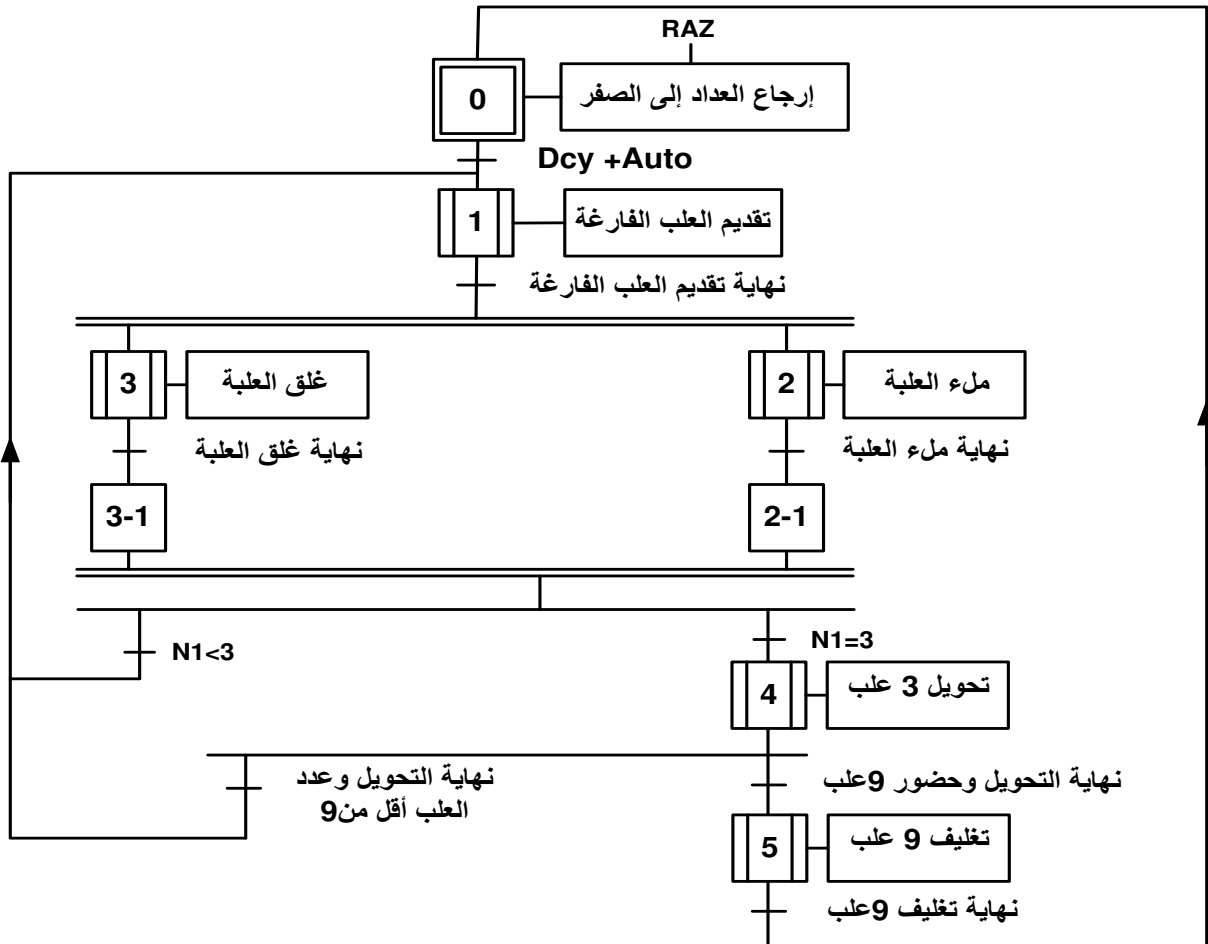 RAZ
0
إرجاع العداد إلى الصفر
Dcy +Auto
1
تقديم العلب الفارغة
نهاية تقديم العلب الفارغة
3
غلق العلبة
2
ملء العلبة
نهاية غلق العلبة
نهاية ملء العلبة
3-1
2-1
N1<3
N1=3
4
تحويل 3 علب
نهاية التحويل وعدد
العلب أقل من9
نهاية التحويل وحضور 9علب
5
تغليف 9 علب
نهاية تغليف 9علب